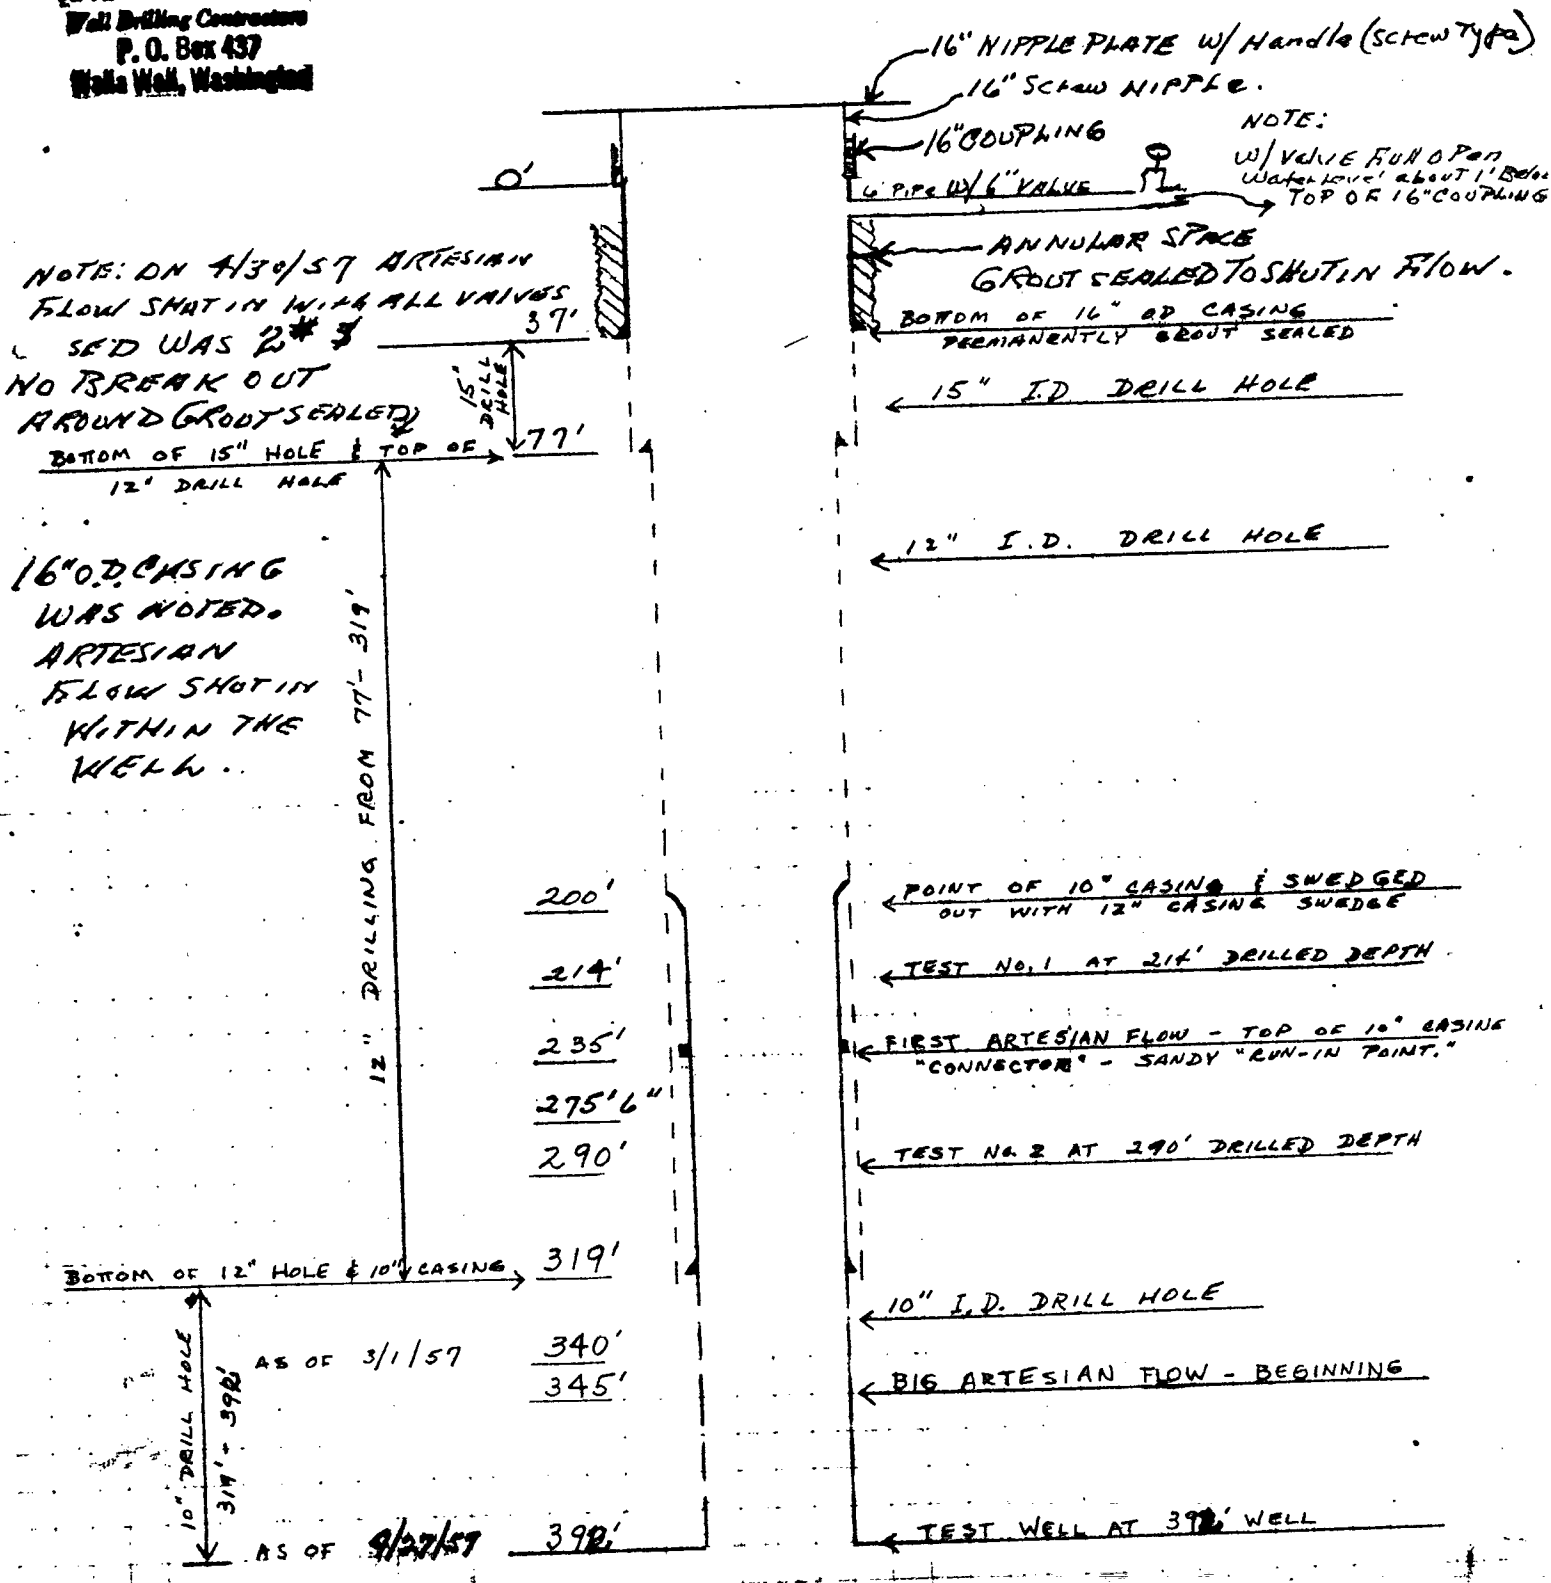 Well Drilling Contractors
P. O. Box 437
Walla Wall, Washington
16" NIPPLE PLATE W/ Handle (screw Type)
16" Screw NIPPLE.
16" COUPLING
NOTE:
W/ Valve Full Open
Water Level about 1' Below
TOP OF 16" COUPLING
6" PIPE W/ 6" VALVE
0'
ANNULAR SPACE
GROUT SEALED TO SHUT IN FLOW.
NOTE: ON 4/30/57 ARTESIAN
FLOW SHUT IN WITH ALL VALVES
SED WAS 2#
NO BREAK OUT
AROUND GROUT SEALED
37'
BOTTOM OF 16" OD CASING
PERMANENTLY GROUT SEALED
15" DRILL HOLE
15" I.D DRILL HOLE
77'
BOTTOM OF 15" HOLE & TOP OF
12" DRILL HOLE
12" I.D. DRILL HOLE
16" O.D. CASING
WAS NOTED.
ARTESIAN
FLOW SHUT IN
WITHIN THE
WELL..
12" DRILLING FROM 77'- 319'
200'
POINT OF 10" CASING & SWEDGED
OUT WITH 12" CASING SWEDGE
214'
TEST NO. 1 AT 214' DRILLED DEPTH
235'
FIRST ARTESIAN FLOW - TOP OF 10" CASING
"CONNECTOR" - SANDY "RUN-IN POINT."
275'6"
290'
TEST No. 2 AT 290' DRILLED DEPTH
319'
BOTTOM OF 12" HOLE & 10" CASING
10" I.D. DRILL HOLE
10" DRILL HOLE
AS OF 3/1/57
340'
345'
BIG ARTESIAN FLOW - BEGINNING
AS OF 4/27/57
TEST WELL AT WELL